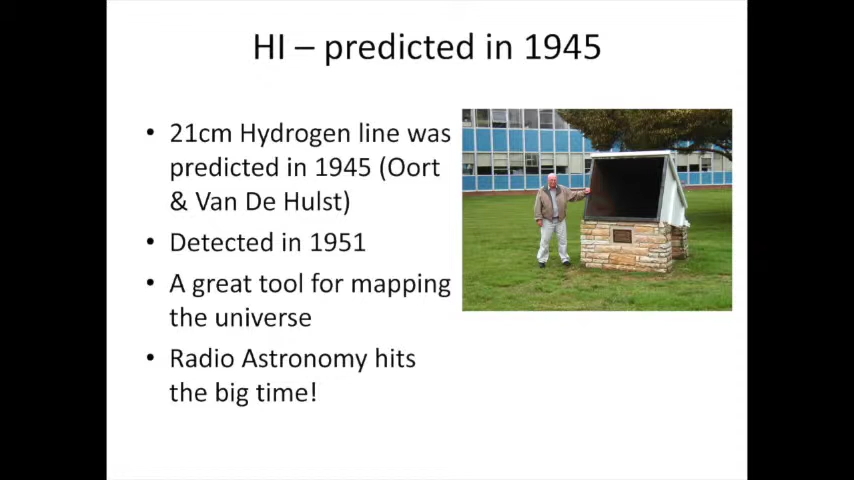 HI – predicted in 1945
• 21cm Hydrogen line was
predicted in 1945 (Oort
& Van De Hulst)
• Detected in 1951
• A great tool for mapping
the universe
• Radio Astronomy hits
the big time!